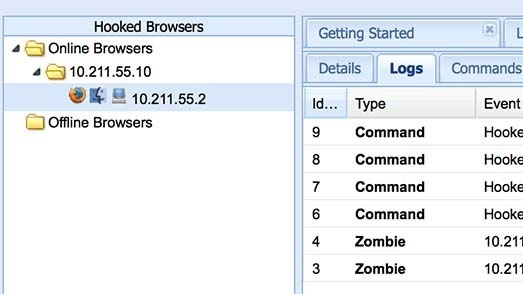 Hooked Browsers
Online Browsers
10.211.55.10
10.211.55.2
Offline Browsers
Getting Started
L
Details Logs Commands
Id... Type Event
9 Command Hooke
8 Command Hooke
7 Command Hooke
6 Command Hooke
4 Zombie 10.211
3 Zombie 10.211